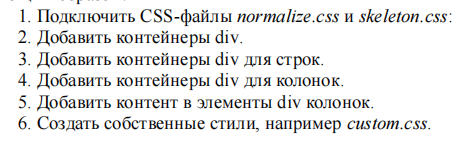 1. Подключить CSS-файлы normalize.css и skeleton.css:
2. Добавить контейнеры div.
3. Добавить контейнеры div для строк.
4. Добавить контейнеры div для колонок.
5. Добавить контент в элементы div колонок.
6. Создать собственные стили, например custom.css.